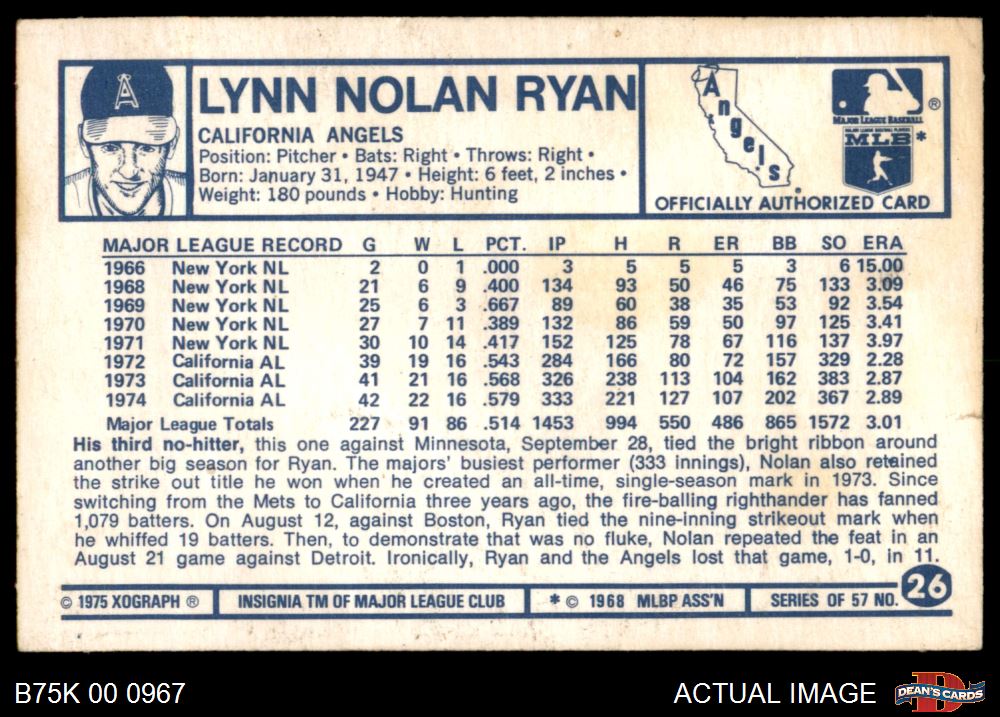 A
LYNN NOLAN RYAN
CALIFORNIA ANGELS
Position: Pitcher • Bats: Right • Throws: Right •
Born: January 31, 1947 • Height: 6 feet, 2 inches •
Weight: 180 pounds • Hobby: Hunting
Angels
®
MAJOR LEAGUE BASEBALL
MAJOR LEAGUE BASEBALL PLAYERS
MLB *
OFFICIALLY AUTHORIZED CARD
MAJOR LEAGUE RECORD G W L PCT. IP H R ER BB SO ERA
1966 New York NL 2 0 1 .000 3 5 5 5 3 6 15.00
1968 New York NL 21 6 9 .400 134 93 50 46 75 133 3.09
1969 New York NL 25 6 3 .667 89 60 38 35 53 92 3.54
1970 New York NL 27 7 11 .389 132 86 59 50 97 125 3.41
1971 New York NL 30 10 14 .417 152 125 78 67 116 137 3.97
1972 California AL 39 19 16 .543 284 166 80 72 157 329 2.28
1973 California AL 41 21 16 .568 326 238 113 104 162 383 2.87
1974 California AL 42 22 16 .579 333 221 127 107 202 367 2.89
Major League Totals 227 91 86 .514 1453 994 550 486 865 1572 3.01
His third no-hitter, this one against Minnesota, September 28, tied the bright ribbon around
another big season for Ryan. The majors' busiest performer (333 innings), Nolan also retained
the strike out title he won when he created an all-time, single-season mark in 1973. Since
switching from the Mets to California three years ago, the fire-balling righthander has fanned
1,079 batters. On August 12, against Boston, Ryan tied the nine-inning strikeout mark when
he whiffed 19 batters. Then, to demonstrate that was no fluke, Nolan repeated the feat in an
August 21 game against Detroit. Ironically, Ryan and the Angels lost that game, 1-0, in 11.
© 1975 XOGRAPH ® INSIGNIA TM OF MAJOR LEAGUE CLUB * © 1968 MLBP ASS'N SERIES OF 57 NO. 26
B75K 00 0967 ACTUAL IMAGE DEAN'S CARDS